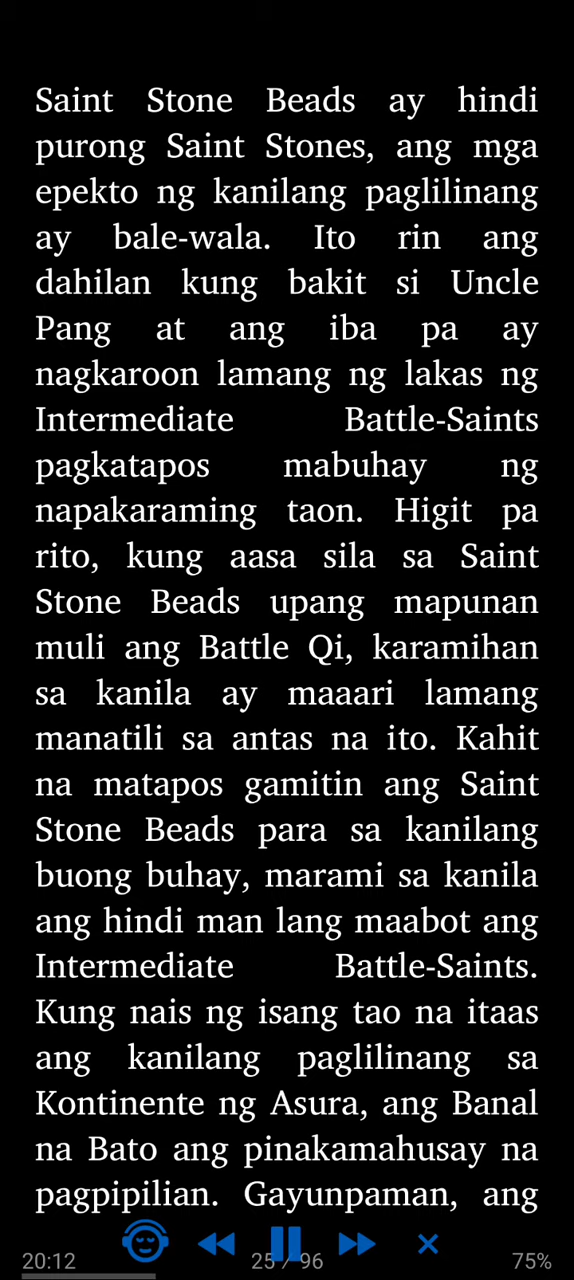 Saint Stone Beads ay hindi
purong Saint Stones, ang mga
epekto ng kanilang paglilinang
ay bale-wala. Ito rin ang
dahilan kung bakit si Uncle
Pang at ang iba pa ay
nagkaroon lamang ng lakas ng
Intermediate Battle-Saints
pagkatapos mabuhay ng
napakaraming taon. Higit pa
rito, kung aasa sila sa Saint
Stone Beads upang mapunan
muli ang Battle Qi, karamihan
sa kanila ay maaari lamang
manatili sa antas na ito. Kahit
na matapos gamitin ang Saint
Stone Beads para sa kanilang
buong buhay, marami sa kanila
ang hindi man lang maabot ang
Intermediate Battle-Saints.
Kung nais ng isang tao na itaas
ang kanilang paglilinang sa
Kontinente ng Asura, ang Banal
na Bato ang pinakamahusay na
pagpipilian. Gayunpaman, ang
20:12 25 / 96 75%